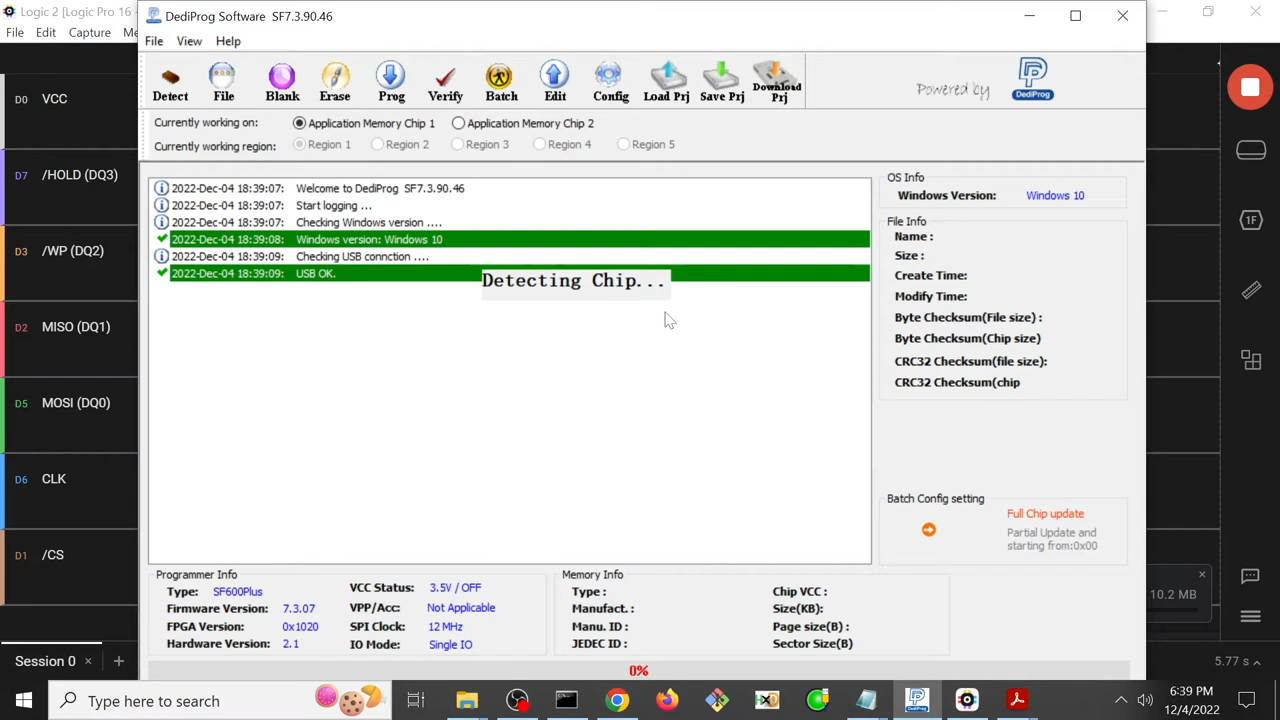 Logic 2 [Logic Pro 16 -
File Edit Capture Me
DediProg Software SF7.3.90.46
File View Help
Detect File Blank Erase Prog Verify Batch Edit Config Load Prj Save Prj Download Prj
Powered by DediProg
Currently working on: Application Memory Chip 1 Application Memory Chip 2
Currently working region: Region 1 Region 2 Region 3 Region 4 Region 5
D0 VCC
D7 /HOLD (DQ3)
D3 /WP (DQ2)
D2 MISO (DQ1)
D5 MOSI (DQ0)
D6 CLK
D1 /CS
2022-Dec-04 18:39:07: Welcome to DediProg SF7.3.90.46
2022-Dec-04 18:39:07: Start logging ...
2022-Dec-04 18:39:07: Checking Windows version ....
2022-Dec-04 18:39:08: Windows version: Windows 10
2022-Dec-04 18:39:09: Checking USB connction ....
2022-Dec-04 18:39:09: USB OK.
Detecting Chip...
OS Info
Windows Version: Windows 10
File Info
Name :
Size :
Create Time:
Modify Time:
Byte Checksum(File size) :
Byte Checksum(Chip size)
CRC32 Checksum(file size):
CRC32 Checksum(chip
Batch Config setting
Full Chip update
Partial Update and
starting from:0x00
Programmer Info
Type: SF600Plus
Firmware Version: 7.3.07
FPGA Version: 0x1020
Hardware Version: 2.1
VCC Status: 3.5V / OFF
VPP/Acc: Not Applicable
SPI Clock: 12 MHz
IO Mode: Single IO
Memory Info
Type :
Manufact. :
Manu. ID :
JEDEC ID :
Chip VCC :
Size(KB):
Page size(B) :
Sector Size(B)
0%
1F
10.2 MB
Session 0
5.77 s
Type here to search
6:39 PM
12/4/2022